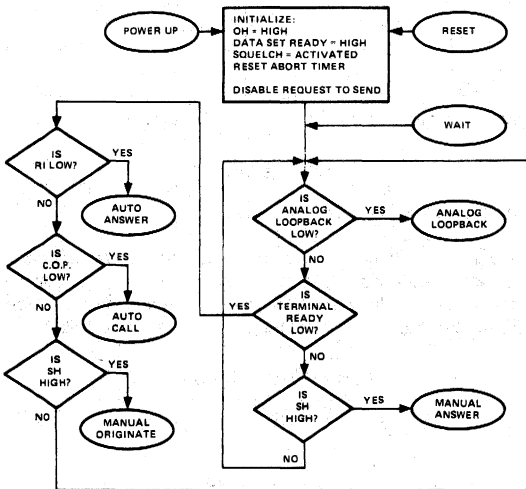 POWER UP
INITIALIZE:
OH = HIGH
DATA SET READY = HIGH
SQUELCH = ACTIVATED
RESET ABORT TIMER
DISABLE REQUEST TO SEND
RESET
WAIT
IS
RI LOW?
YES
NO
AUTO
ANSWER
IS
ANALOG
LOOPBACK
LOW?
YES
NO
ANALOG
LOOPBACK
IS
C.O.P.
LOW?
YES
NO
AUTO
CALL
YES
IS
TERMINAL
READY
LOW?
NO
IS
SH
HIGH?
YES
NO
MANUAL
ORIGINATE
IS
SH
HIGH?
YES
NO
MANUAL
ANSWER